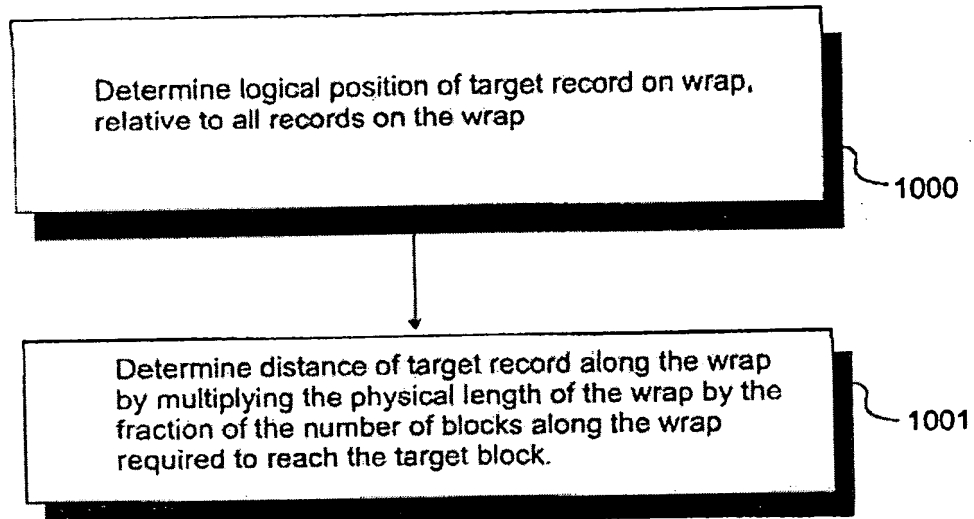 Determine logical position of target record on wrap,
relative to all records on the wrap
1000
Determine distance of target record along the wrap
by multiplying the physical length of the wrap by the
fraction of the number of blocks along the wrap
required to reach the target block.
1001